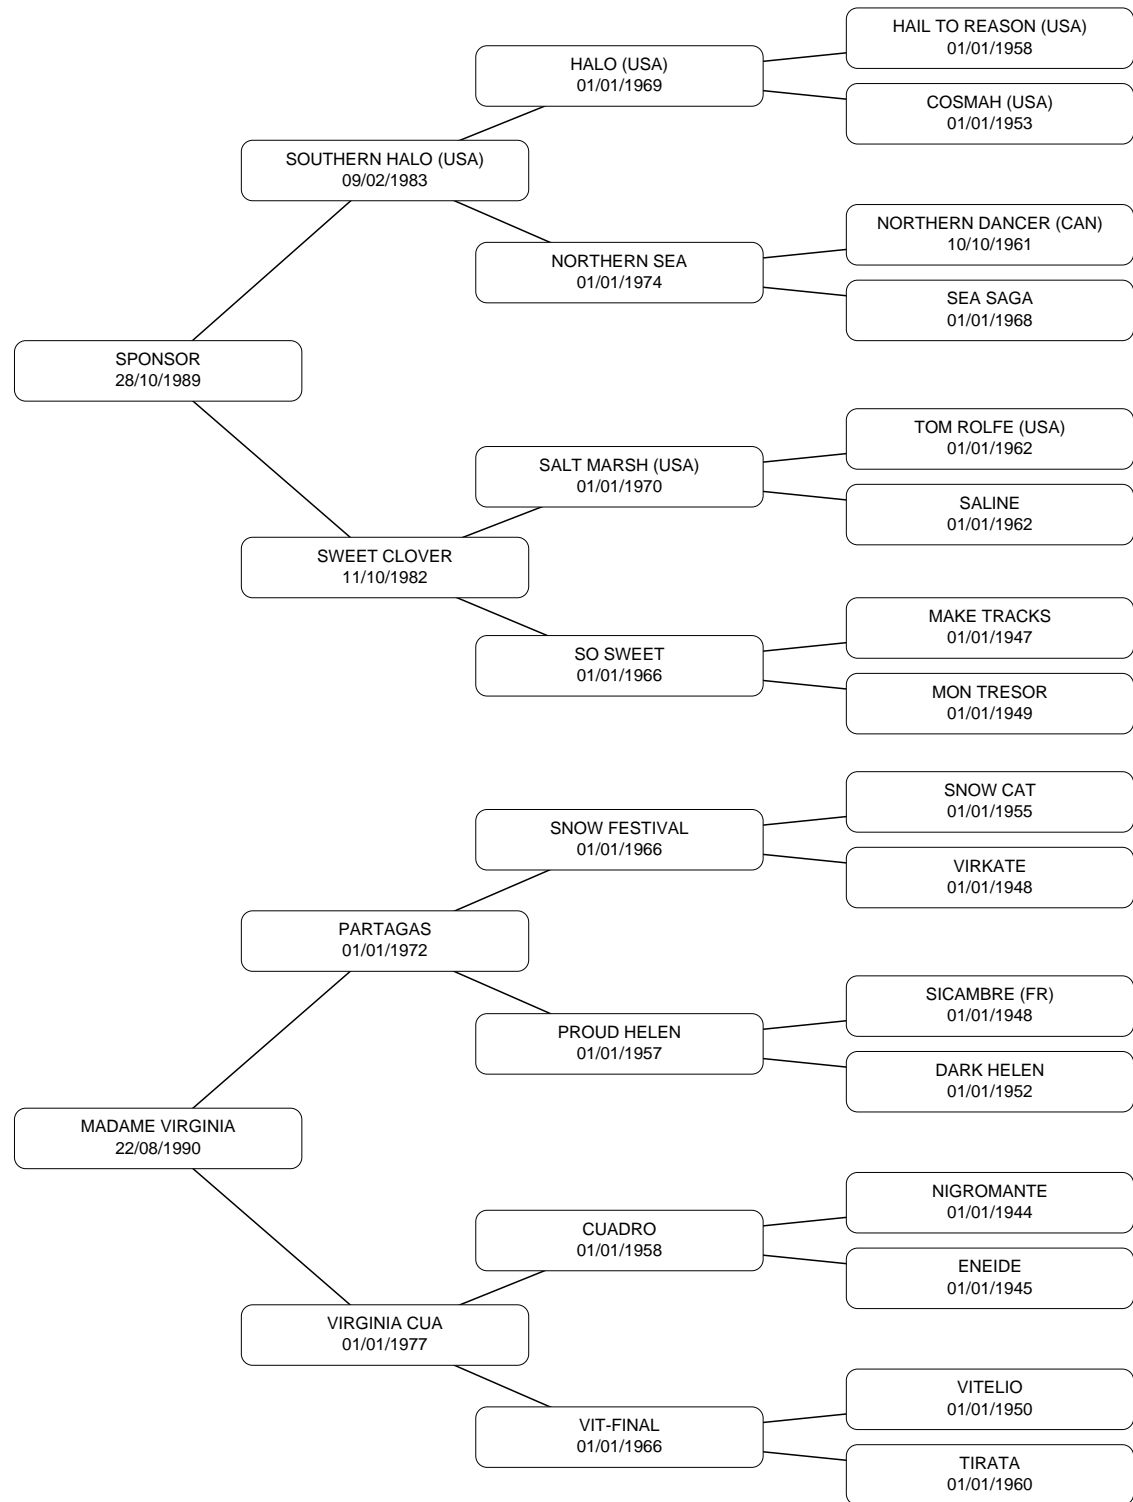 HAIL TO REASON (USA)
01/01/1958
HALO (USA)
01/01/1969
COSMAH (USA)
01/01/1953
SOUTHERN HALO (USA)
09/02/1983
NORTHERN DANCER (CAN)
10/10/1961
NORTHERN SEA
01/01/1974
SEA SAGA
01/01/1968
SPONSOR
28/10/1989
TOM ROLFE (USA)
01/01/1962
SALT MARSH (USA)
01/01/1970
SALINE
01/01/1962
SWEET CLOVER
11/10/1982
MAKE TRACKS
01/01/1947
SO SWEET
01/01/1966
MON TRESOR
01/01/1949
SNOW CAT
01/01/1955
SNOW FESTIVAL
01/01/1966
VIRKATE
01/01/1948
PARTAGAS
01/01/1972
SICAMBRE (FR)
01/01/1948
PROUD HELEN
01/01/1957
DARK HELEN
01/01/1952
MADAME VIRGINIA
22/08/1990
NIGROMANTE
01/01/1944
CUADRO
01/01/1958
ENEIDE
01/01/1945
VIRGINIA CUA
01/01/1977
VITELIO
01/01/1950
VIT-FINAL
01/01/1966
TIRATA
01/01/1960